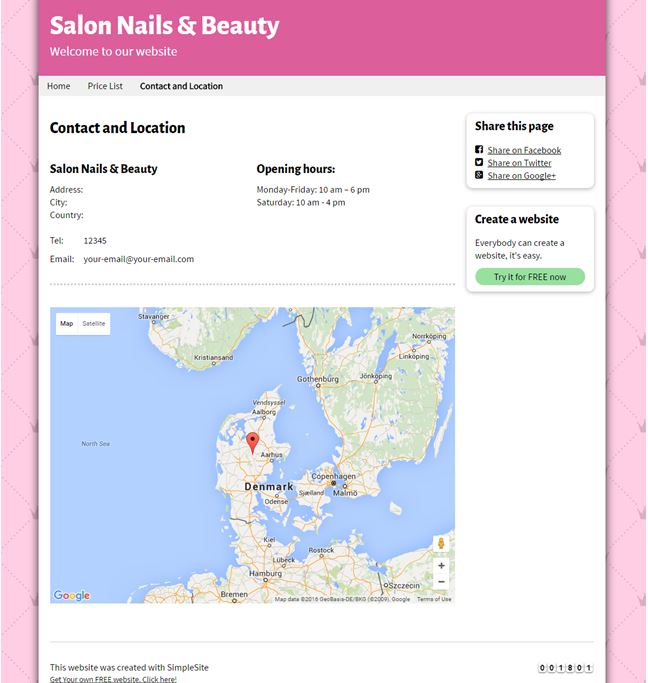 Salon Nails & Beauty
Welcome to our website
Home Price List Contact and Location
Contact and Location
Salon Nails & Beauty
Address:
City:
Country:
Tel: 12345
Email: your-email@your-email.com
Opening hours:
Monday-Friday: 10 am – 6 pm
Saturday: 10 am - 4 pm
Share this page
Share on Facebook
Share on Twitter
Share on Google+
Create a website
Everybody can create a
website, it's easy.
Try it for FREE now
Map Satellite
Stavanger
Kristiansand
Norrköping
Linköping
Gothenburg
Jönköping
Vendsyssel
Aalborg
North Sea
Aarhus
Copenhagen
Denmark
Sjælland
Malmö
Odense
Kiel
Rostock
Lübeck
Hamburg
Szczecin
Bremen
Google
Map data ©2016 GeoBasis-DE/BKG (©2009), Google Terms of Use
This website was created with SimpleSite
Get Your own FREE website. Click here!
001801